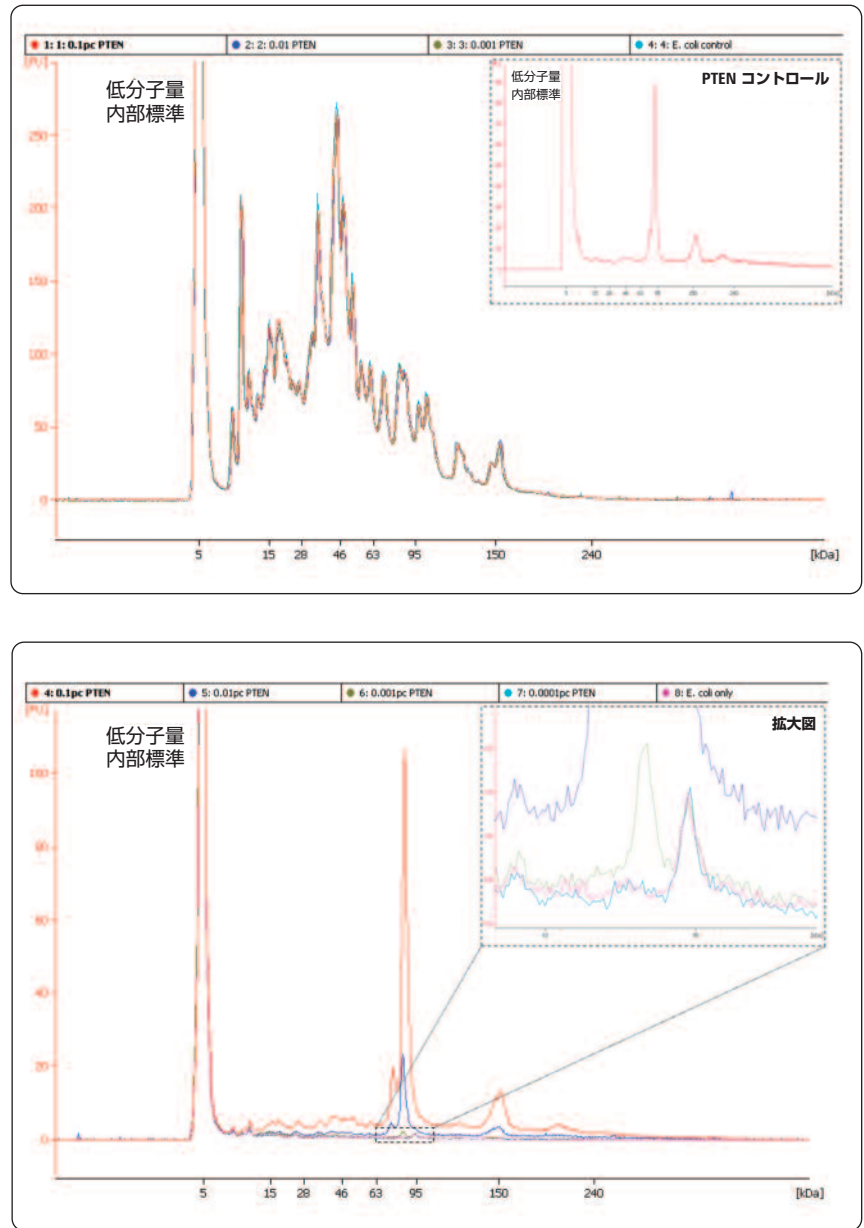 1: 1: 0.1pc PTEN
2: 2: 0.01 PTEN
3: 3: 0.001 PTEN
4: 4: E. coli control
[FU]
低分子量
内部標準
250
200
150
100
50
0
5 15 28 46 63 95 150 240 [kDa]
低分子量
内部標準
PTEN コントロール
4: 0.1pc PTEN
5: 0.01pc PTEN
6: 0.001pc PTEN
7: 0.0001pc PTEN
8: E. coli only
[FU]
低分子量
内部標準
100
80
60
40
20
0
5 15 28 46 63 95 150 240 [kDa]
拡大図